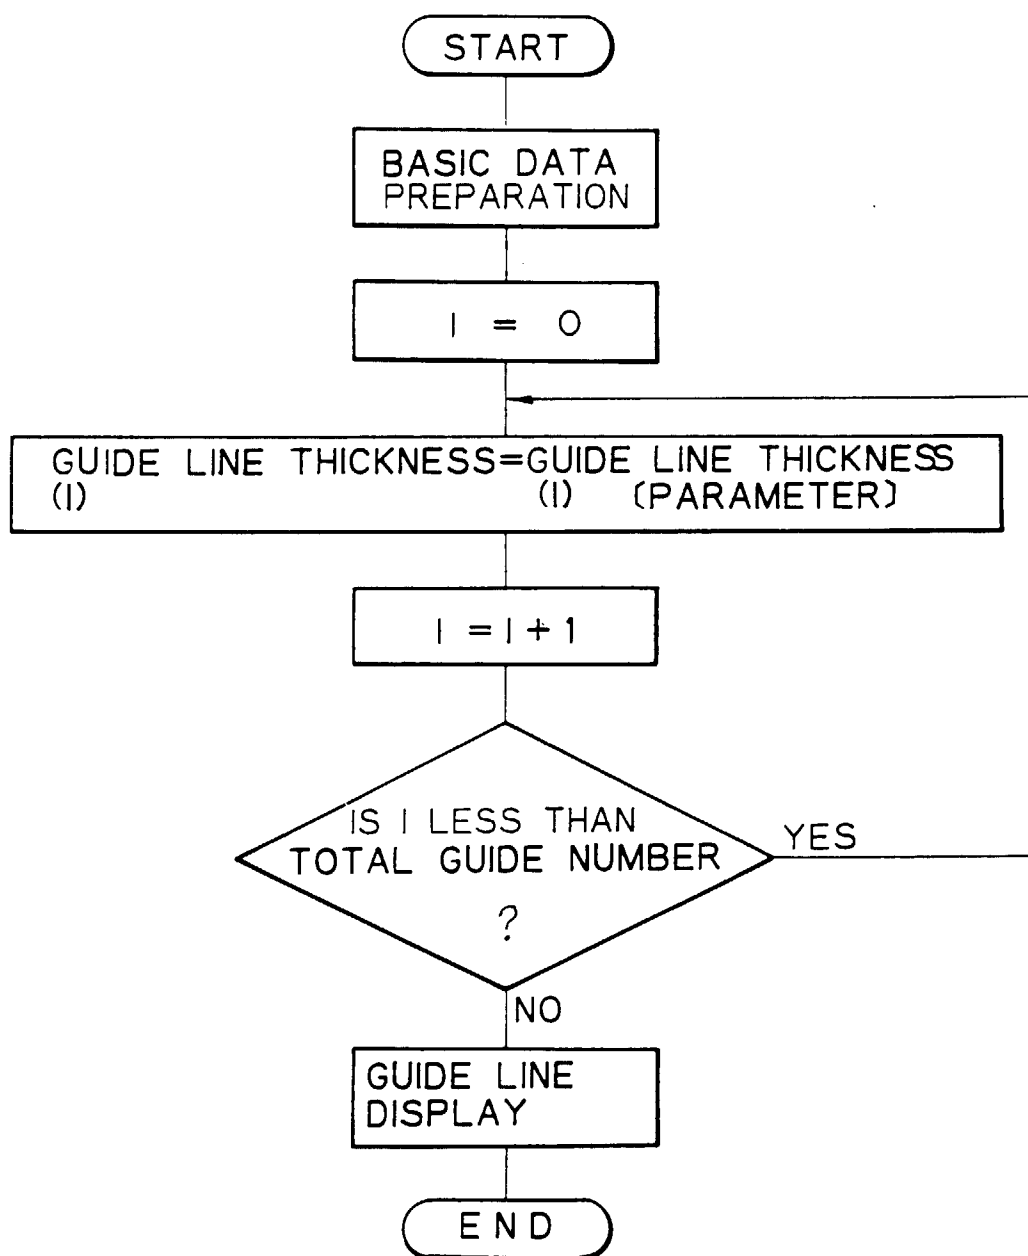 START
BASIC DATA
PREPARATION
I = 0
GUIDE LINE THICKNESS=GUIDE LINE THICKNESS
(I) (I) (PARAMETER)
I = I + 1
IS I LESS THAN
TOTAL GUIDE NUMBER
?
YES
NO
GUIDE LINE
DISPLAY
END